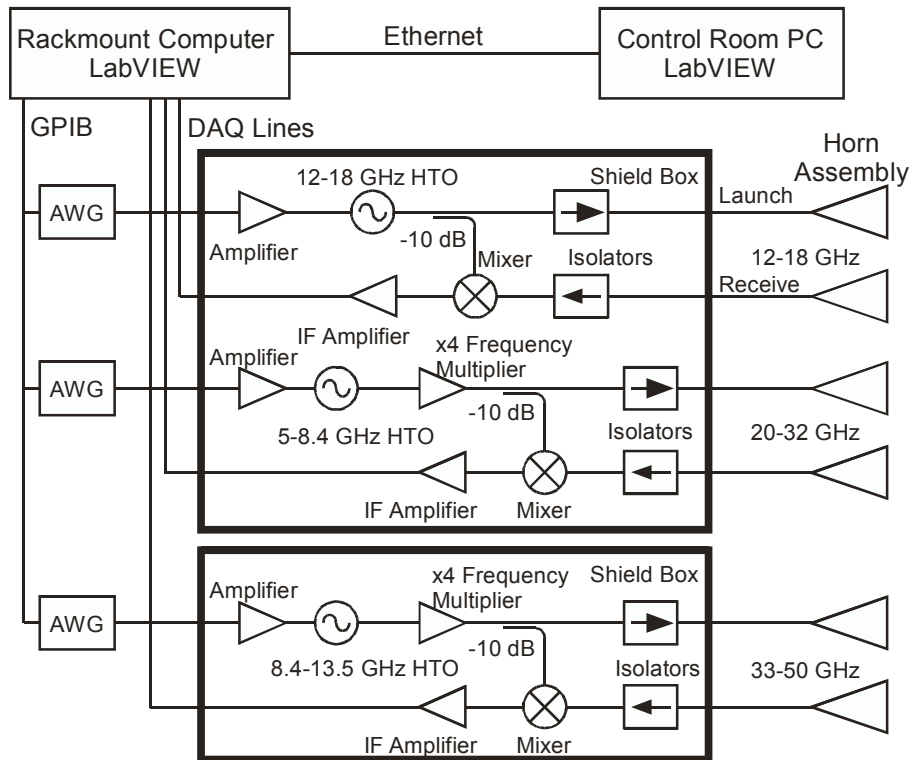 Rackmount Computer
LabVIEW
Ethernet
Control Room PC
LabVIEW
GPIB
DAQ Lines
Horn
Assembly
AWG
12-18 GHz HTO
Shield Box
Launch
Amplifier
-10 dB
Mixer
Isolators
12-18 GHz
Receive
IF Amplifier
AWG
Amplifier
x4 Frequency
Multiplier
-10 dB
5-8.4 GHz HTO
Isolators
20-32 GHz
IF Amplifier
Mixer
AWG
Amplifier
x4 Frequency
Multiplier
Shield Box
-10 dB
8.4-13.5 GHz HTO
Isolators
33-50 GHz
IF Amplifier
Mixer